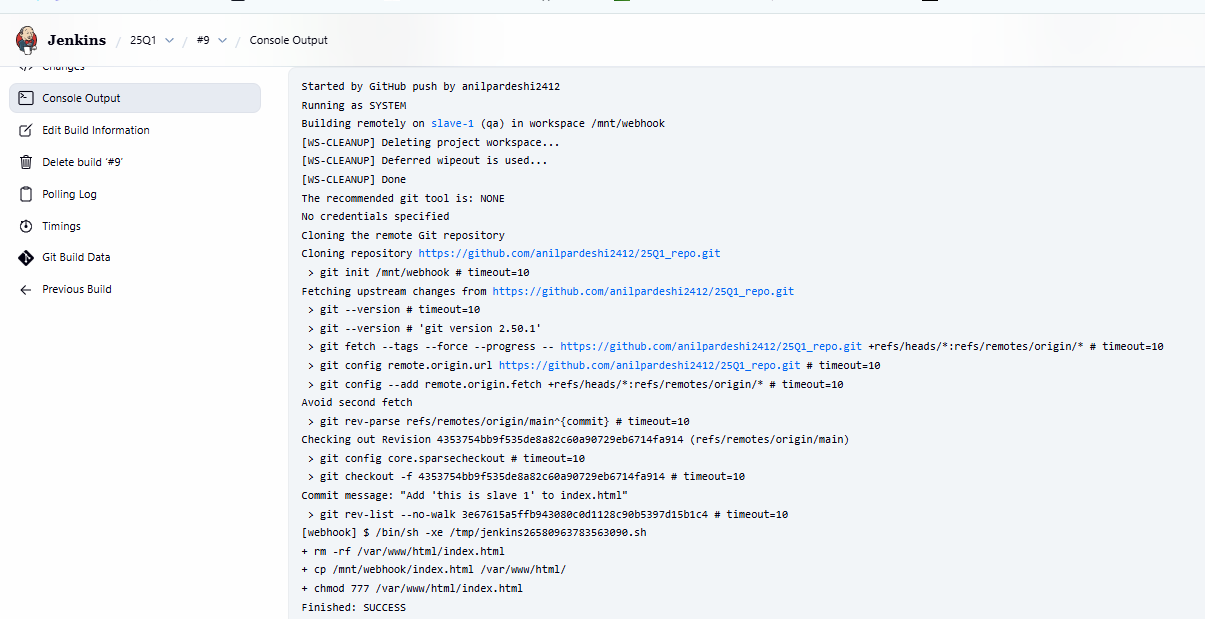 Jenkins / 25Q1 / #9 / Console Output
Changes
Console Output
Edit Build Information
Delete build '#9'
Polling Log
Timings
Git Build Data
Previous Build
Started by GitHub push by anilpardeshi2412
Running as SYSTEM
Building remotely on slave-1 (qa) in workspace /mnt/webhook
[WS-CLEANUP] Deleting project workspace...
[WS-CLEANUP] Deferred wipeout is used...
[WS-CLEANUP] Done
The recommended git tool is: NONE
No credentials specified
Cloning the remote Git repository
Cloning repository https://github.com/anilpardeshi2412/25Q1_repo.git
 > git init /mnt/webhook # timeout=10
Fetching upstream changes from https://github.com/anilpardeshi2412/25Q1_repo.git
 > git --version # timeout=10
 > git --version # 'git version 2.50.1'
 > git fetch --tags --force --progress -- https://github.com/anilpardeshi2412/25Q1_repo.git +refs/heads/*:refs/remotes/origin/* # timeout=10
 > git config remote.origin.url https://github.com/anilpardeshi2412/25Q1_repo.git # timeout=10
 > git config --add remote.origin.fetch +refs/heads/*:refs/remotes/origin/* # timeout=10
Avoid second fetch
 > git rev-parse refs/remotes/origin/main^{commit} # timeout=10
Checking out Revision 4353754bb9f535de8a82c60a90729eb6714fa914 (refs/remotes/origin/main)
 > git config core.sparsecheckout # timeout=10
 > git checkout -f 4353754bb9f535de8a82c60a90729eb6714fa914 # timeout=10
Commit message: "Add 'this is slave 1' to index.html"
 > git rev-list --no-walk 3e67615a5ffb943080c0d1128c90b5397d15b1c4 # timeout=10
[webhook] $ /bin/sh -xe /tmp/jenkins26580963783563090.sh
+ rm -rf /var/www/html/index.html
+ cp /mnt/webhook/index.html /var/www/html/
+ chmod 777 /var/www/html/index.html
Finished: SUCCESS